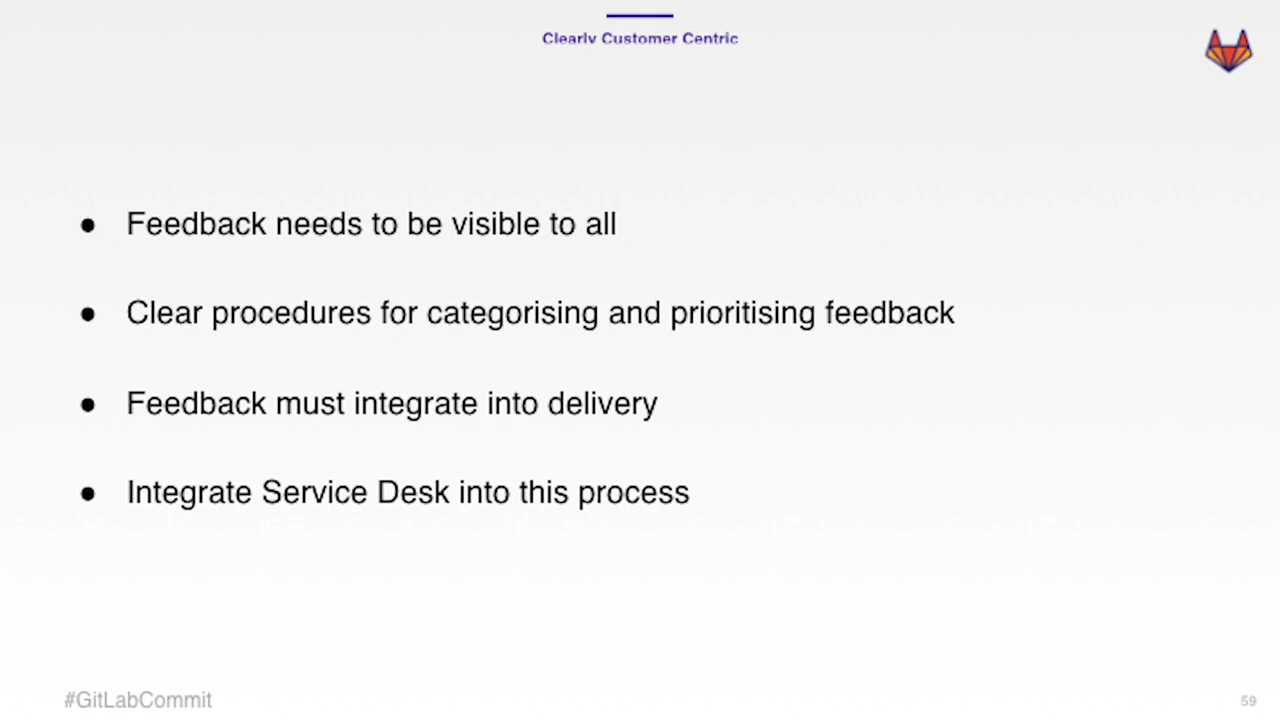 Clearly Customer Centric
● Feedback needs to be visible to all
● Clear procedures for categorising and prioritising feedback
● Feedback must integrate into delivery
● Integrate Service Desk into this process
#GitLabCommit
59